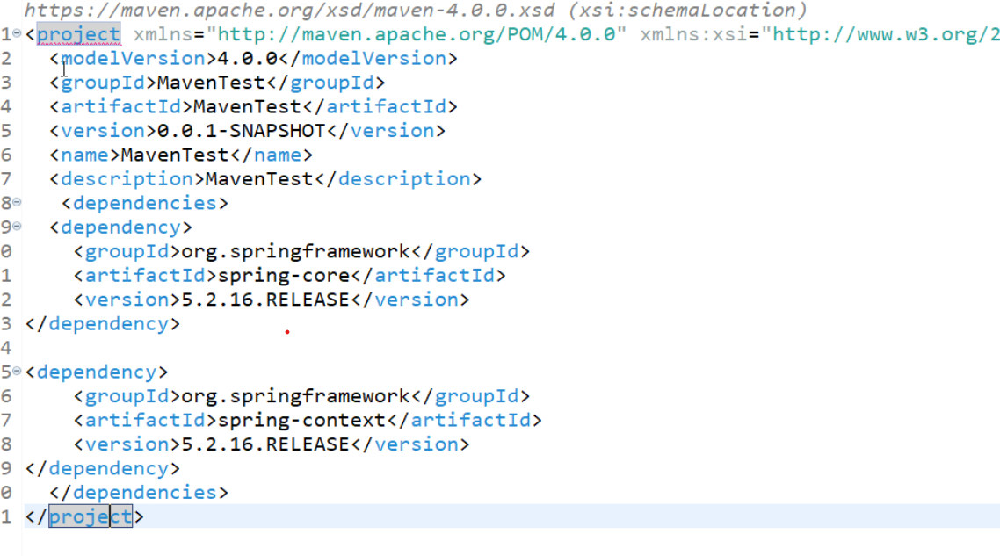 https://maven.apache.org/xsd/maven-4.0.0.xsd (xsi:schemaLocation)
1 <project xmlns="http://maven.apache.org/POM/4.0.0" xmlns:xsi="http://www.w3.org/2
2 <modelVersion>4.0.0</modelVersion>
3 <groupId>MavenTest</groupId>
4 <artifactId>MavenTest</artifactId>
5 <version>0.0.1-SNAPSHOT</version>
6 <name>MavenTest</name>
7 <description>MavenTest</description>
8 <dependencies>
9 <dependency>
0 <groupId>org.springframework</groupId>
1 <artifactId>spring-core</artifactId>
2 <version>5.2.16.RELEASE</version>
3 </dependency>
4
5 <dependency>
6 <groupId>org.springframework</groupId>
7 <artifactId>spring-context</artifactId>
8 <version>5.2.16.RELEASE</version>
9 </dependency>
0 </dependencies>
1 </project>